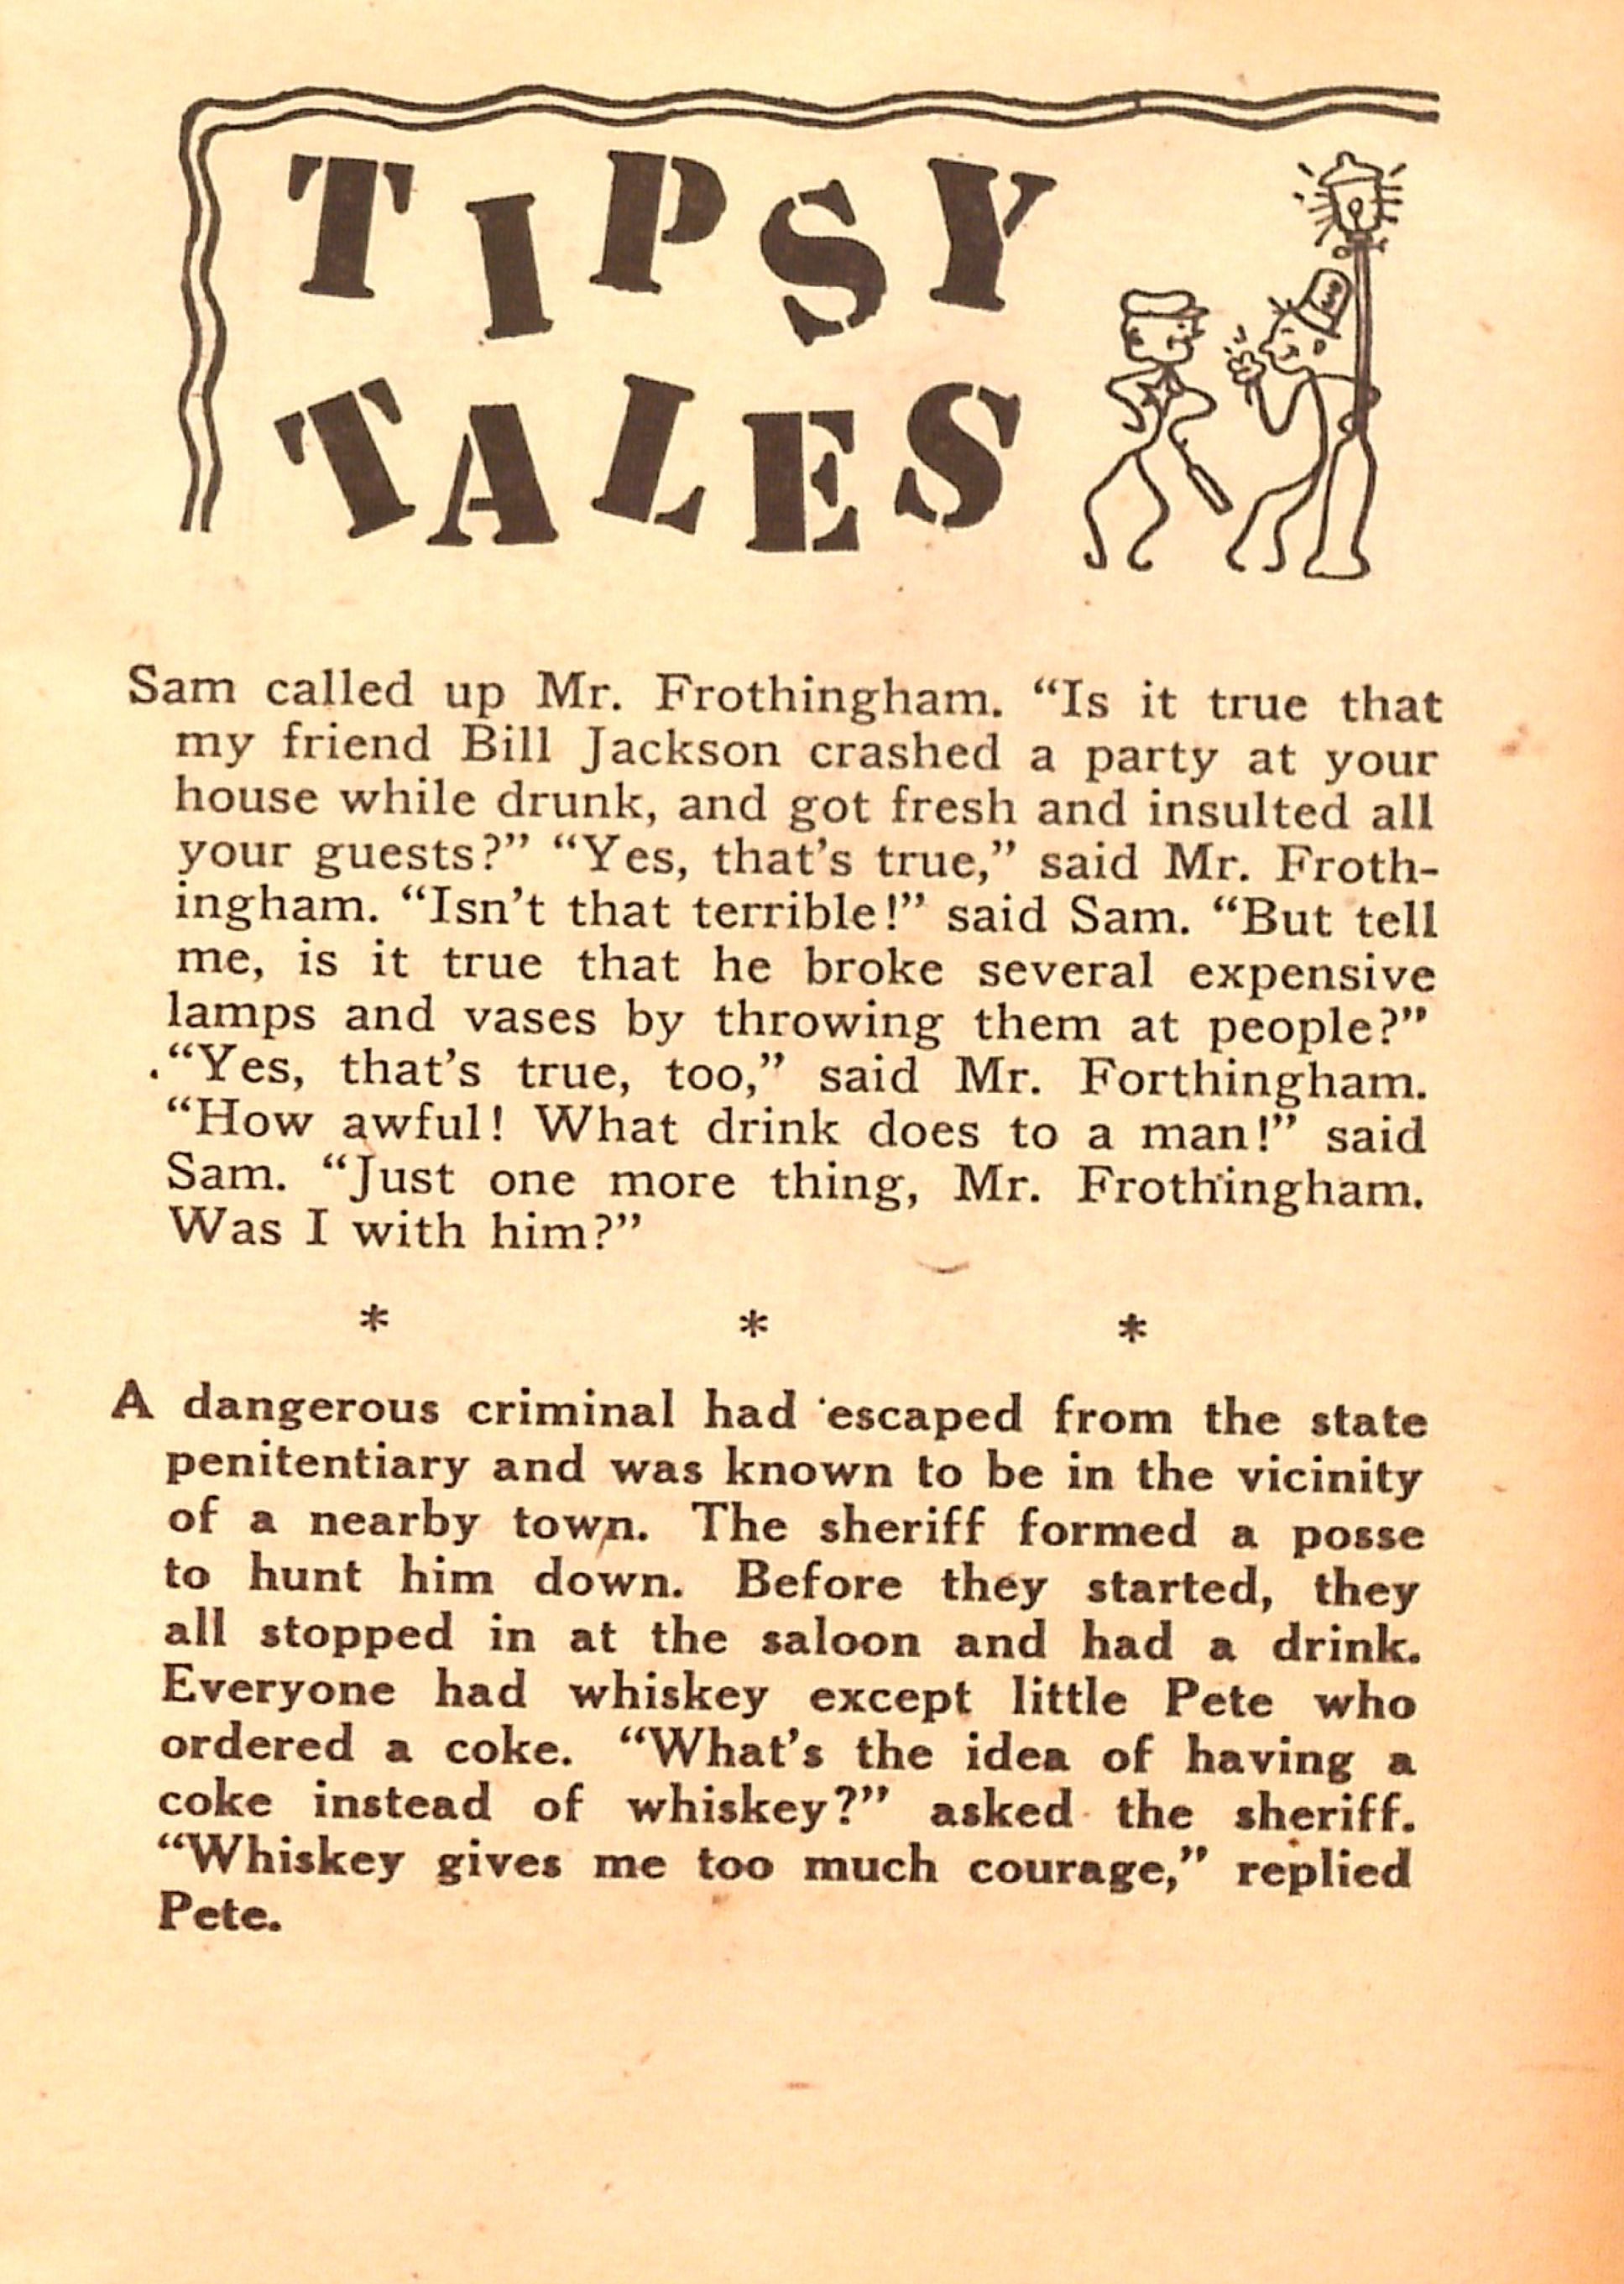 TIPSY
TALES
Sam called up Mr. Frothingham. “Is it true that
my friend Bill Jackson crashed a party at your
house while drunk, and got fresh and insulted all
your guests?” “Yes, that’s true,” said Mr. Froth-
ingham. “Isn’t that terrible!” said Sam. “But tell
me, is it true that he broke several expensive
lamps and vases by throwing them at people?”
“Yes, that’s true, too,” said Mr. Forthingham.
“How awful! What drink does to a man!” said
Sam. “Just one more thing, Mr. Frothingham.
Was I with him?”
* * *
A dangerous criminal had escaped from the state
penitentiary and was known to be in the vicinity
of a nearby town. The sheriff formed a posse
to hunt him down. Before they started, they
all stopped in at the saloon and had a drink.
Everyone had whiskey except little Pete who
ordered a coke. “What’s the idea of having a
coke instead of whiskey?” asked the sheriff.
“Whiskey gives me too much courage,” replied
Pete.